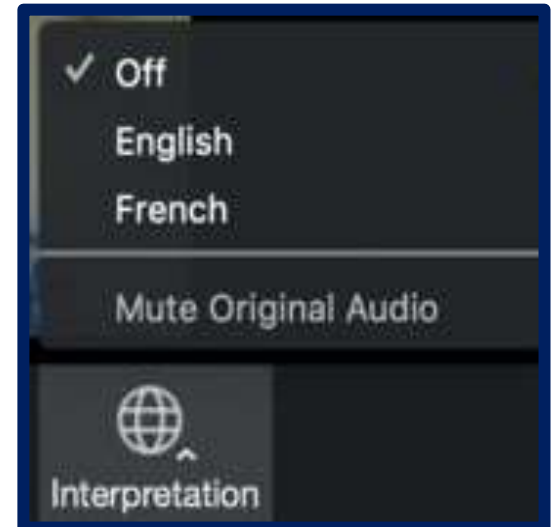 Off
English
French
Mute Original Audio
Interpretation